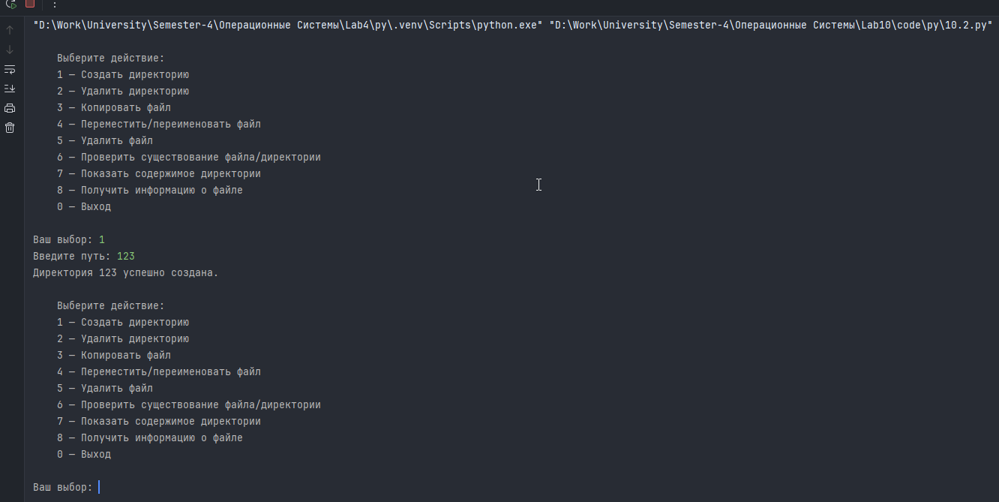 "D:\Work\University\Semester-4\Операционные Системы\Lab4\py\.venv\Scripts\python.exe" "D:\Work\University\Semester-4\Операционные Системы\Lab10\code\py\10.2.py"
Выберите действие:
1 — Создать директорию
2 — Удалить директорию
3 — Копировать файл
4 — Переместить/переименовать файл
5 — Удалить файл
6 — Проверить существование файла/директории
7 — Показать содержимое директории
8 — Получить информацию о файле
0 — Выход
Ваш выбор: 1
Введите путь: 123
Директория 123 успешно создана.
Выберите действие:
1 — Создать директорию
2 — Удалить директорию
3 — Копировать файл
4 — Переместить/переименовать файл
5 — Удалить файл
6 — Проверить существование файла/директории
7 — Показать содержимое директории
8 — Получить информацию о файле
0 — Выход
Ваш выбор: